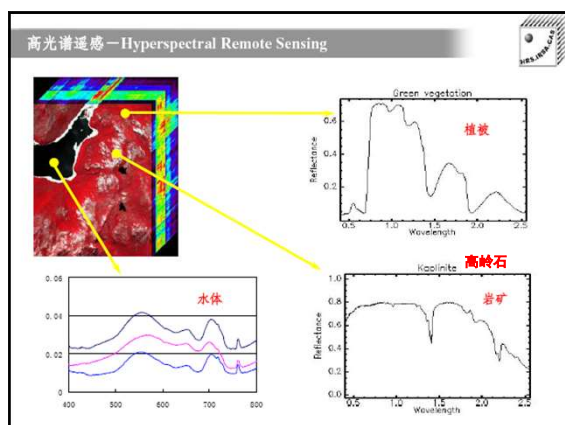 高光谱遥感－Hyperspectral Remote Sensing
HRS.IRSA.CAS
Green vegetation
植被
Reflectance
0.6
0.4
0.2
0.5 1.0 1.5 2.0 2.5
Wavelength
水体
0.06
0.04
0.02
0
400 500 600 700 800
高岭石
Kaolinite
岩矿
Reflectance
1.0
0.8
0.6
0.4
0.2
0.0
0.5 1.0 1.5 2.0 2.5
Wavelength